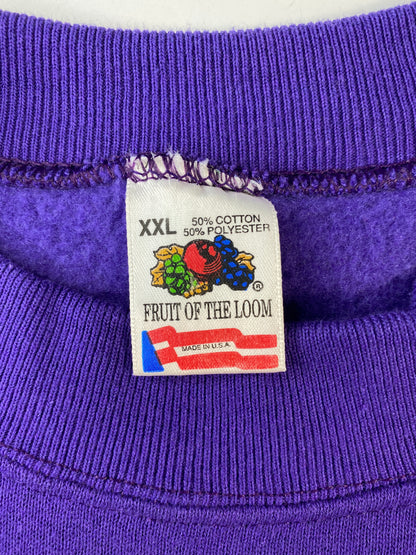 XXL 50% COTTON
50% POLYESTER
®
FRUIT OF THE LOOM
MADE IN U.S.A.